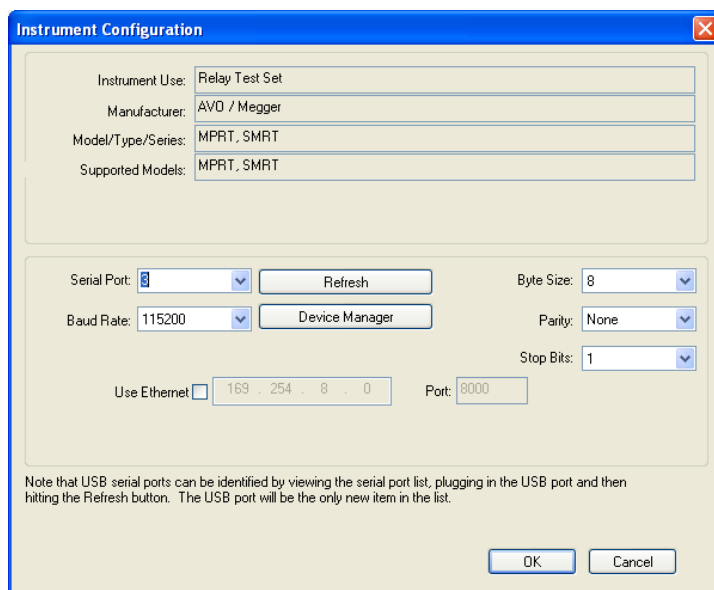 Instrument Configuration
Instrument Use: Relay Test Set
Manufacturer: AVO / Megger
Model/Type/Series: MPRT, SMRT
Supported Models: MPRT, SMRT
Serial Port: 3 Refresh Byte Size: 8
Baud Rate: 115200 Device Manager Parity: None
Stop Bits: 1
Use Ethernet 169 . 254 . 8 . 0 Port: 8000
Note that USB serial ports can be identified by viewing the serial port list, plugging in the USB port and then
hitting the Refresh button. The USB port will be the only new item in the list.
OK Cancel